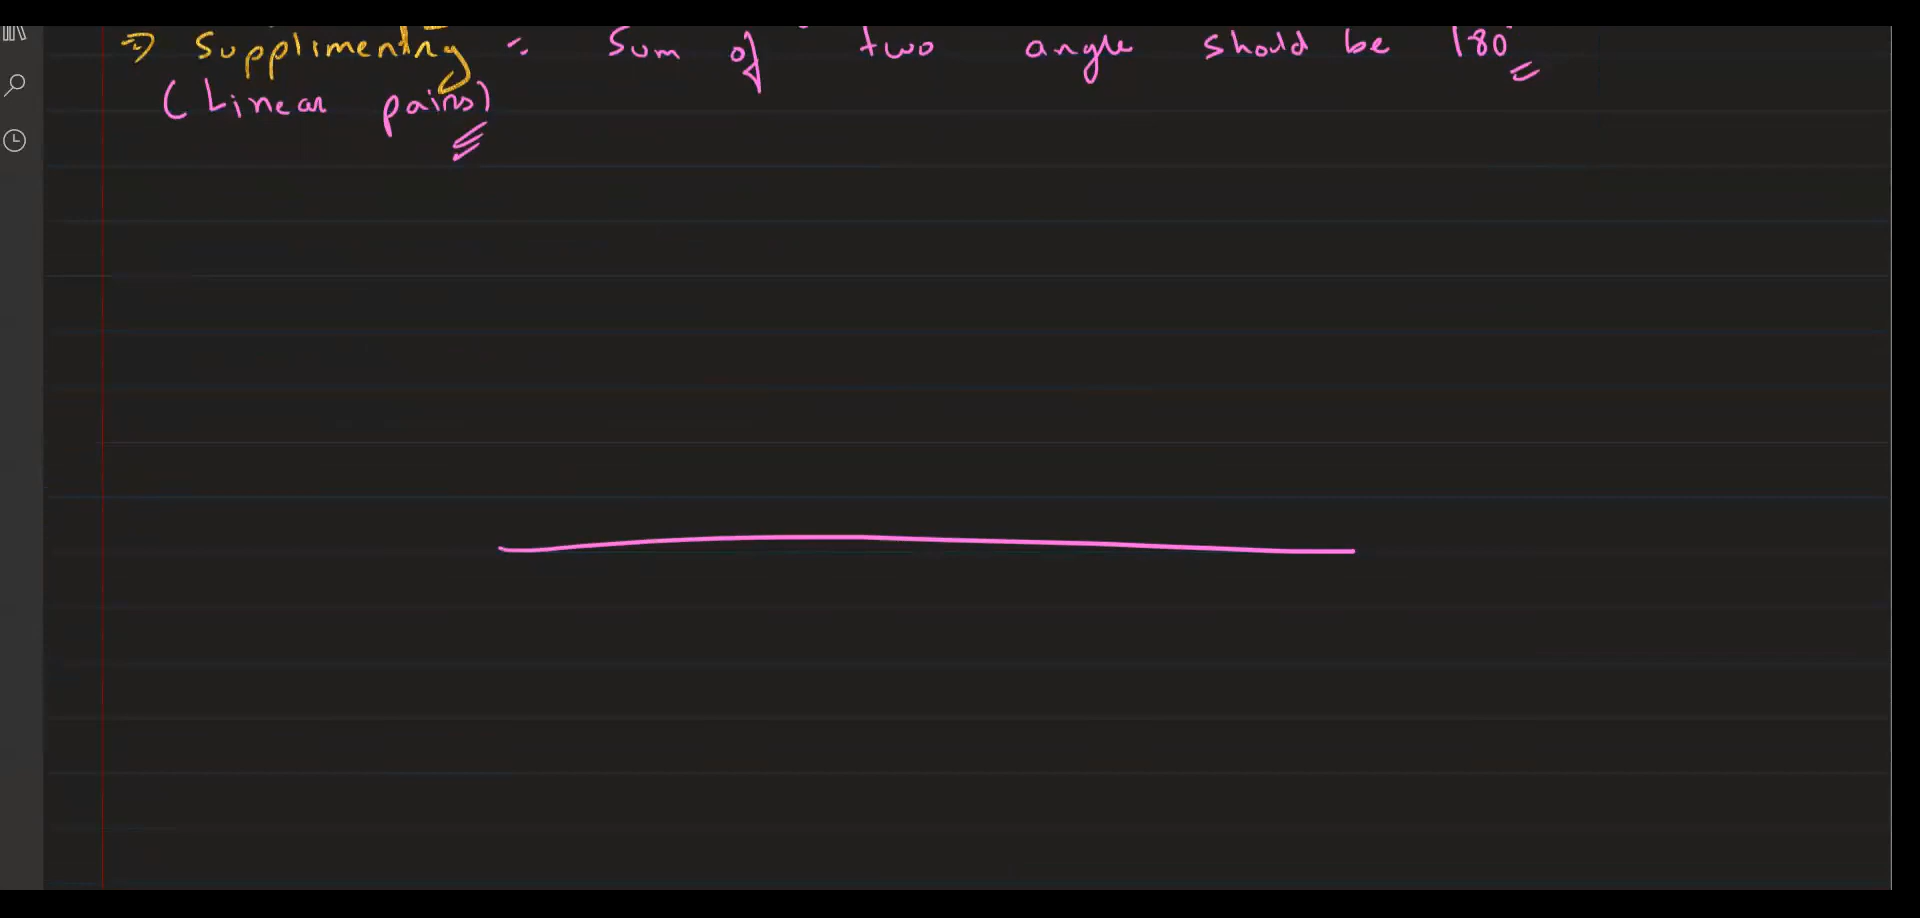 ⇒ Supplimentry :- Sum of two angle should be 180°
(Linear pairs)